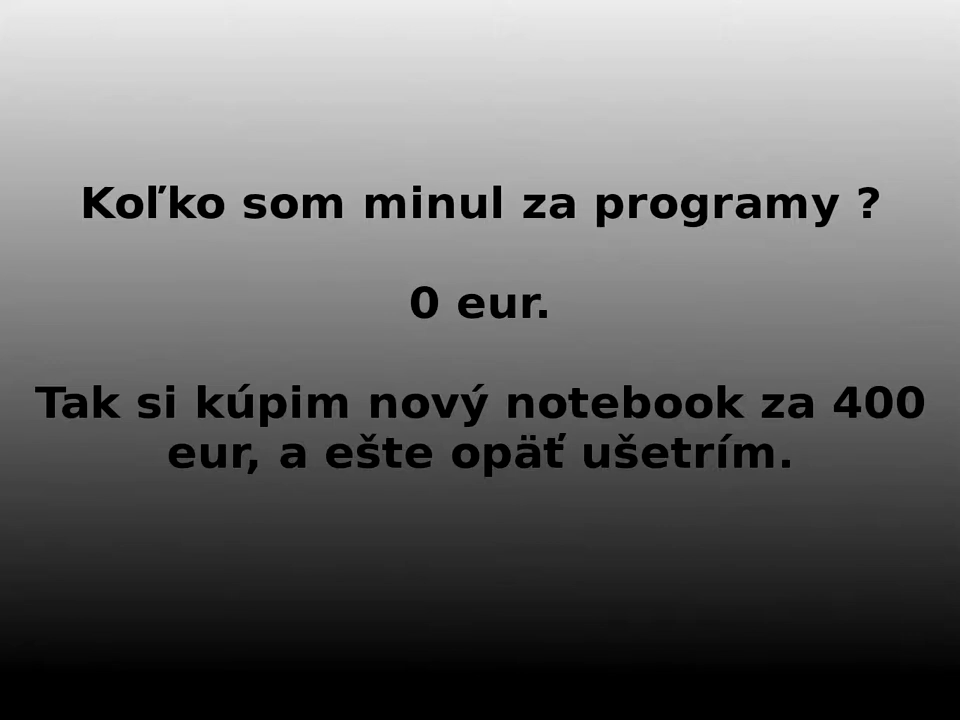 Koľko som minul za programy ?
0 eur.
Tak si kúpim nový notebook za 400
eur, a ešte opäť ušetrím.